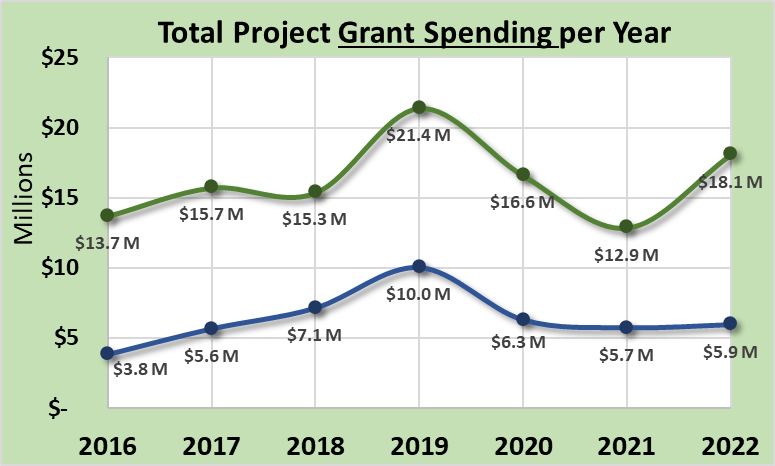 Total Project Grant Spending per Year
$25
$20
$15
$10
$5
$-
Millions
$13.7 M
$15.7 M
$15.3 M
$21.4 M
$16.6 M
$12.9 M
$18.1 M
$3.8 M
$5.6 M
$7.1 M
$10.0 M
$6.3 M
$5.7 M
$5.9 M
2016 2017 2018 2019 2020 2021 2022